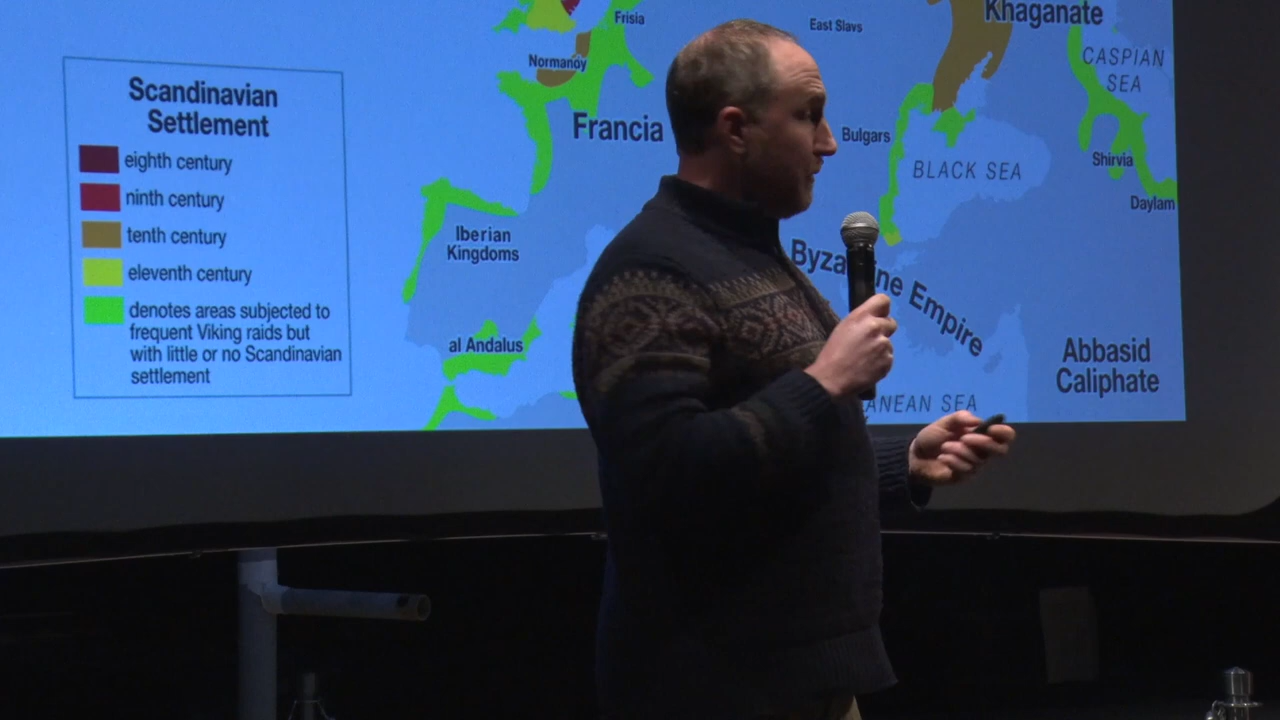 Scandinavian
Settlement
eighth century
ninth century
tenth century
eleventh century
denotes areas subjected to
frequent Viking raids but
with little or no Scandinavian
settlement
Frisia
Normandy
Francia
Iberian
Kingdoms
al Andalus
East Slavs
Khaganate
CASPIAN
SEA
Bulgars
BLACK SEA
Shirvia
Daylam
Empire
Abbasid
Caliphate
SEA